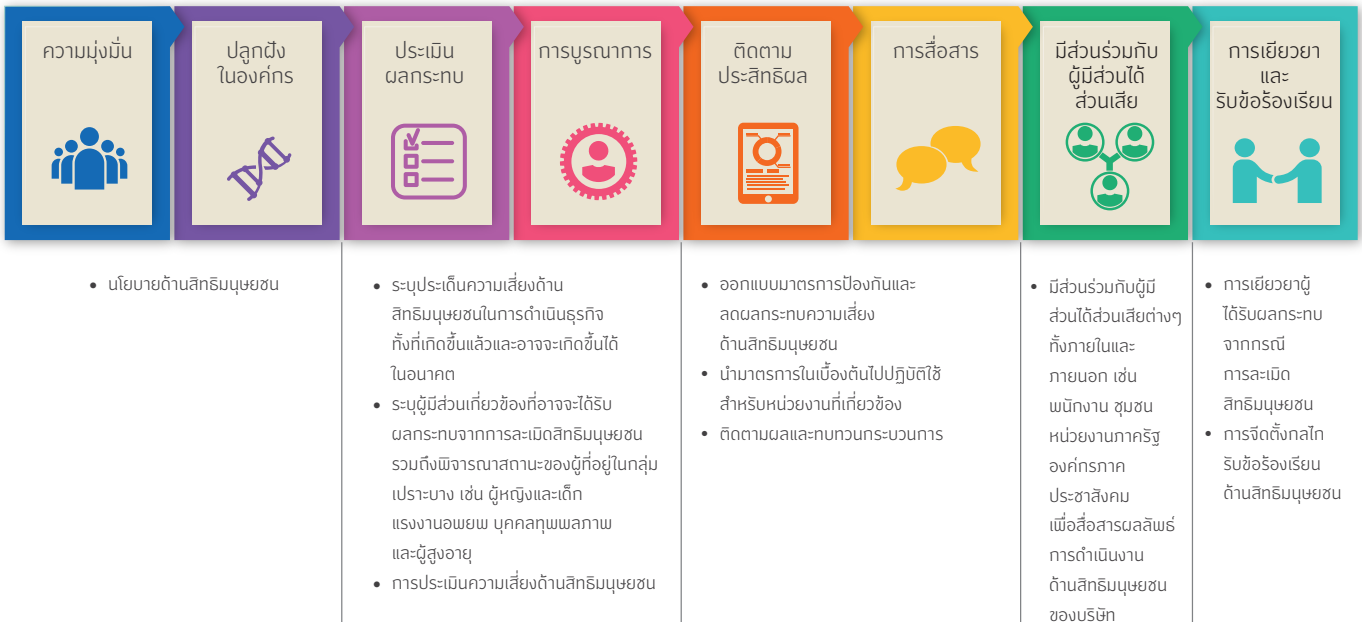 ความมุ่งมั่น
ปลูกฝัง
ในองค์กร
ประเมิน
ผลกระทบ
การบูรณาการ
ติดตาม
ประสิทธิผล
การสื่อสาร
มีส่วนร่วมกับ
ผู้มีส่วนได้
ส่วนเสีย
การเยียวยา
และ
รับข้อร้องเรียน
• นโยบายด้านสิทธิมนุษยชน
• ระบุประเด็นความเสี่ยงด้าน
สิทธิมนุษยชนในการดำเนินธุรกิจ
ทั้งที่เกิดขึ้นแล้วและอาจจะเกิดขึ้นได้
ในอนาคต
• ระบุผู้มีส่วนเกี่ยวข้องที่อาจจะได้รับ
ผลกระทบจากการละเมิดสิทธิมนุษยชน
รวมถึงพิจารณาสถานะของผู้ที่อยู่ในกลุ่ม
เปราะบาง เช่น ผู้หญิงและเด็ก
แรงงานอพยพ บุคคลทุพพลภาพ
และผู้สูงอายุ
• การประเมินความเสี่ยงด้านสิทธิมนุษยชน
• ออกแบบมาตรการป้องกันและ
ลดผลกระทบความเสี่ยง
ด้านสิทธิมนุษยชน
• นำมาตรการในเบื้องต้นไปปฏิบัติใช้
สำหรับหน่วยงานที่เกี่ยวข้อง
• ติดตามผลและทบทวนกระบวนการ
• มีส่วนร่วมกับผู้มี
ส่วนได้ส่วนเสียต่างๆ
ทั้งภายในและ
ภายนอก เช่น
พนักงาน ชุมชน
หน่วยงานภาครัฐ
องค์กรภาค
ประชาสังคม
เพื่อสื่อสารผลลัพธ์
การดำเนินงาน
ด้านสิทธิมนุษยชน
ของบริษัท
• การเยียวยาผู้
ได้รับผลกระทบ
จากกรณี
การละเมิด
สิทธิมนุษยชน
• การจัดตั้งกลไก
รับข้อร้องเรียน
ด้านสิทธิมนุษยชน